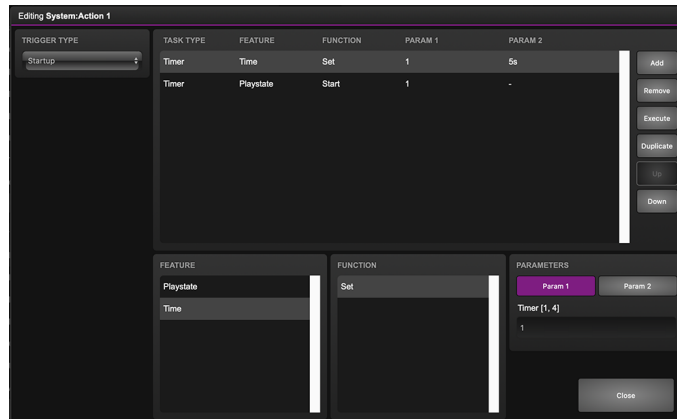 Editing System:Action 1
TRIGGER TYPE
Startup
TASK TYPE FEATURE FUNCTION PARAM 1 PARAM 2
Timer Time Set 1 5s
Timer Playstate Start 1 -
Add
Remove
Execute
Duplicate
Up
Down
FEATURE
Playstate
Time
FUNCTION
Set
PARAMETERS
Param 1 Param 2
Timer [1, 4]
1
Close